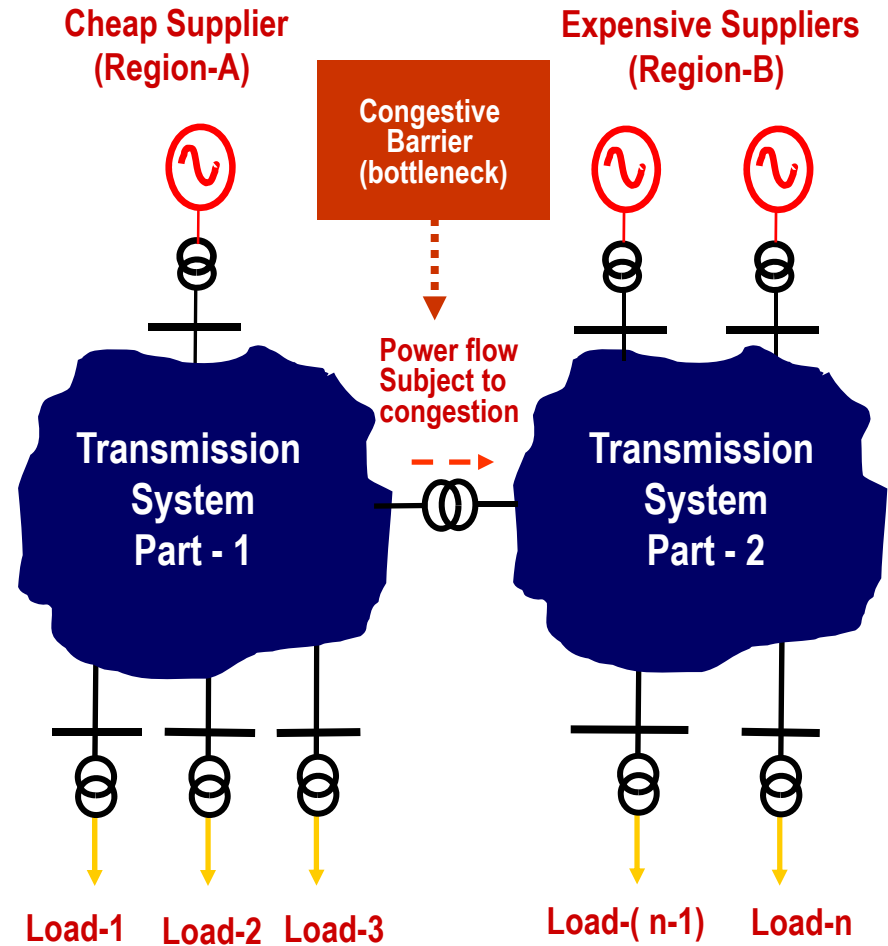 Cheap Supplier
(Region-A)
Expensive Suppliers
(Region-B)
Congestive
Barrier
(bottleneck)
Power flow
Subject to
congestion
Transmission
System
Part - 1
Transmission
System
Part - 2
Load-1
Load-2
Load-3
Load-( n-1)
Load-n